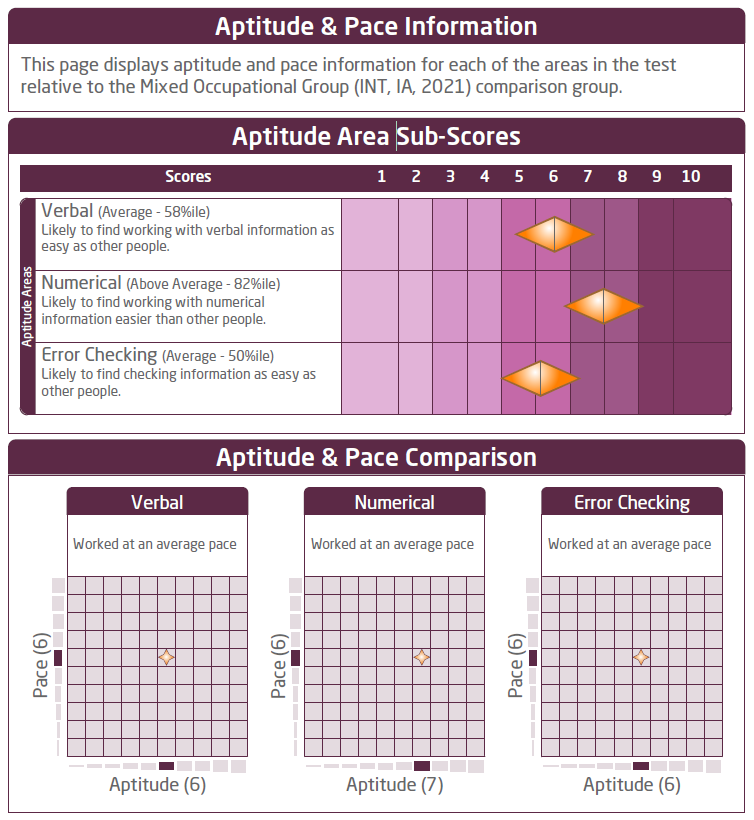 Aptitude & Pace Information
This page displays aptitude and pace information for each of the areas in the test
relative to the Mixed Occupational Group (INT, IA, 2021) comparison group.
Aptitude Area Sub-Scores
Scores 1 2 3 4 5 6 7 8 9 10
Aptitude Areas
Verbal (Average - 58%ile)
Likely to find working with verbal information as
easy as other people.
Numerical (Above Average - 82%ile)
Likely to find working with numerical
information easier than other people.
Error Checking (Average - 50%ile)
Likely to find checking information as easy as
other people.
Aptitude & Pace Comparison
Verbal
Worked at an average pace
Pace (6)
Aptitude (6)
Numerical
Worked at an average pace
Pace (6)
Aptitude (7)
Error Checking
Worked at an average pace
Pace (6)
Aptitude (6)